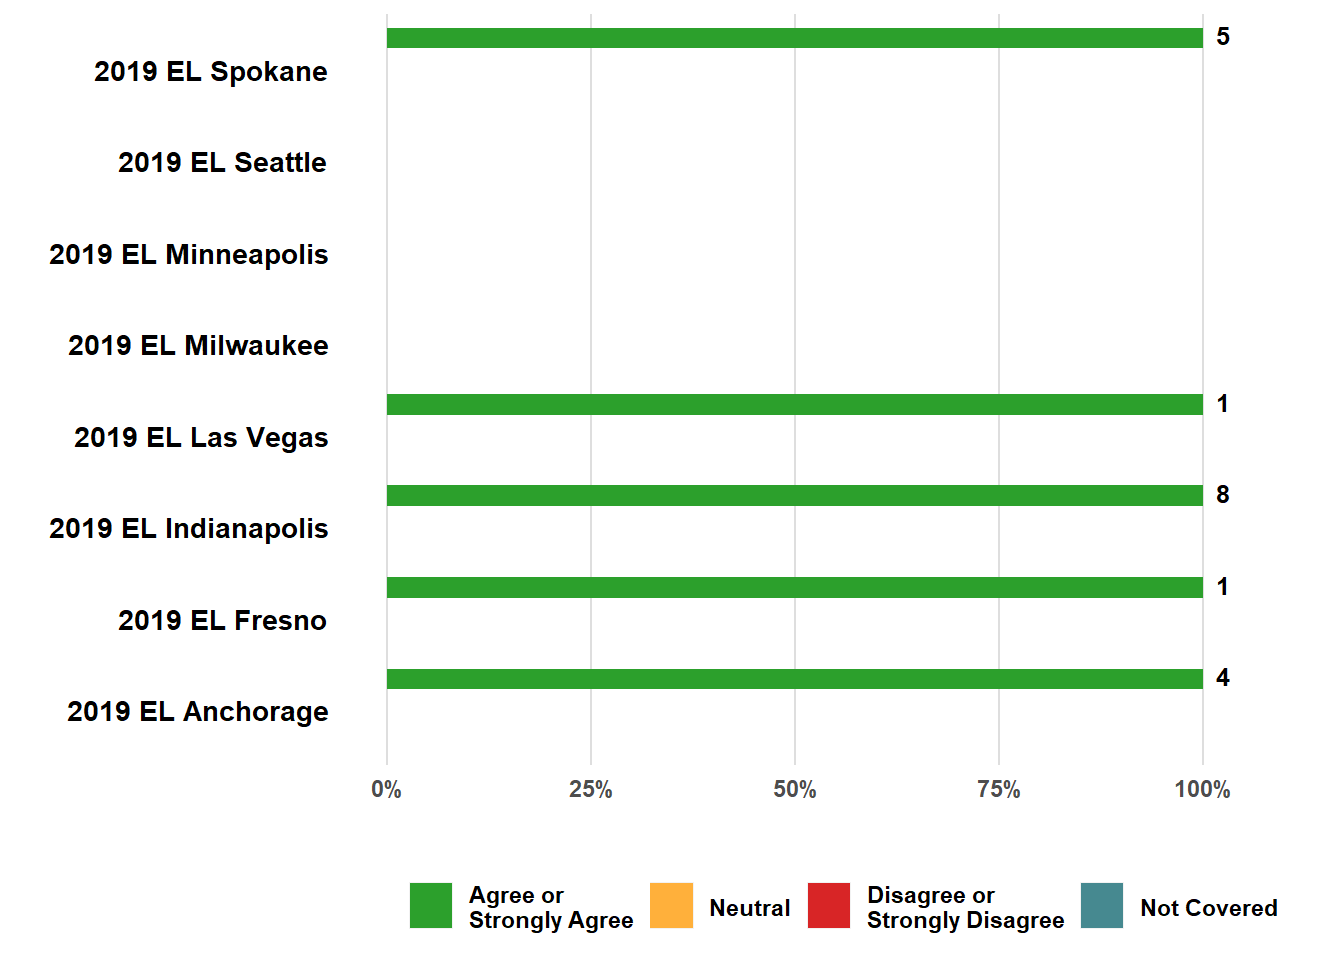 5
2019 EL Spokane
2019 EL Seattle
2019 EL Minneapolis
2019 EL Milwaukee
1
2019 EL Las Vegas
8
2019 EL Indianapolis
1
2019 EL Fresno
4
2019 EL Anchorage
0% 25% 50% 75% 100%
Agree or
Strongly Agree
Neutral
Disagree or
Strongly Disagree
Not Covered